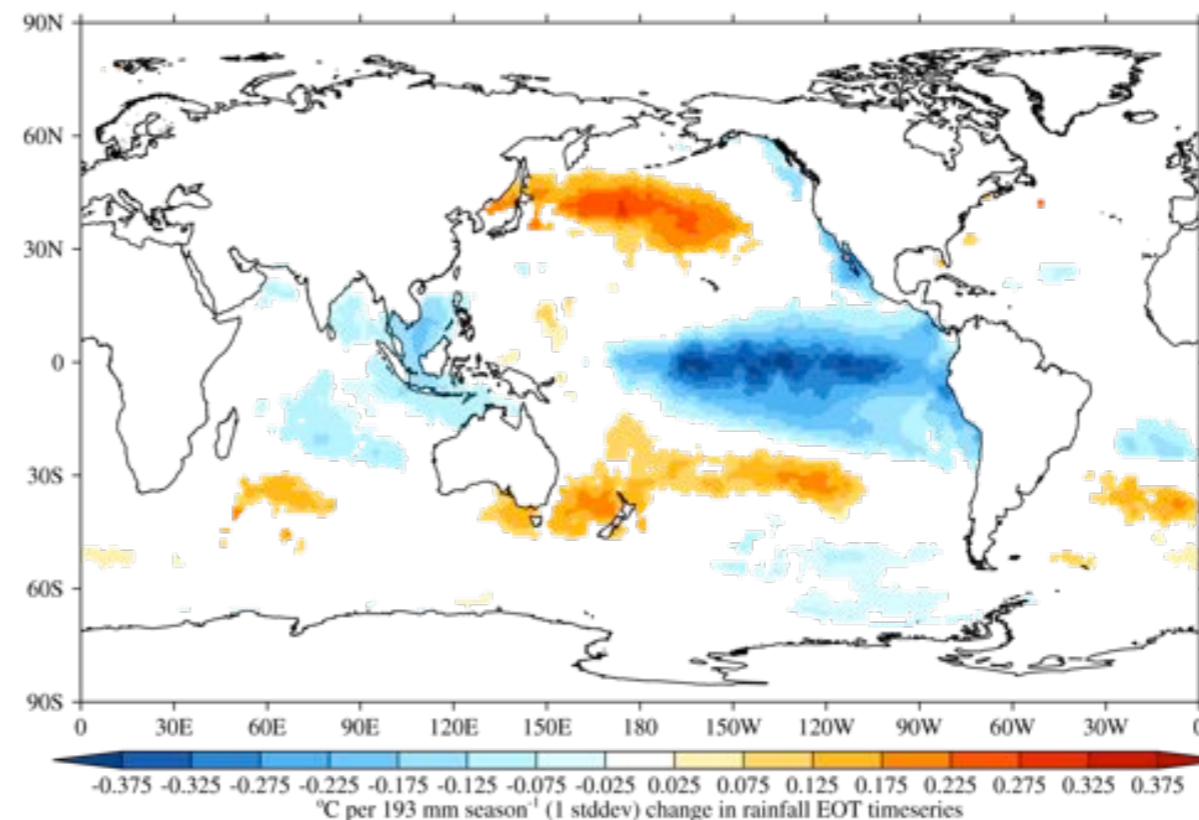 90N
60N
30N
0
30S
60S
90S
0 30E 60E 90E 120E 150E 180 150W 120W 90W 60W 30W 0
-0.375 -0.325 -0.275 -0.225 -0.175 -0.125 -0.075 -0.025 0.025 0.075 0.125 0.175 0.225 0.275 0.325 0.375
°C per 193 mm season⁻¹ (1 stddev) change in rainfall EOT timeseries